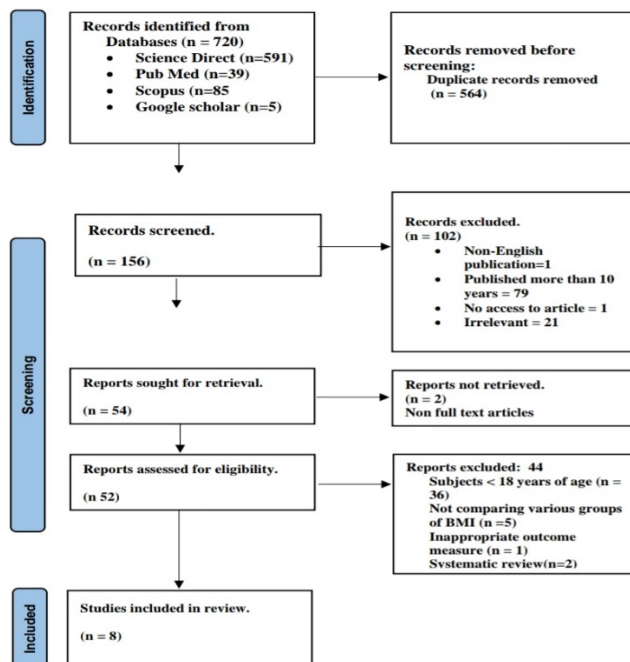 Identification
Records identified from
Databases (n = 720)
• Science Direct (n=591)
• Pub Med (n=39)
• Scopus (n=85
• Google scholar (n=5)
Records removed before
screening:
Duplicate records removed
(n = 564)
Screening
Records screened.
(n = 156)
Records excluded.
(n = 102)
• Non-English
publication=1
• Published more than 10
years = 79
• No access to article = 1
• Irrelevant = 21
Reports sought for retrieval.
(n = 54)
Reports not retrieved.
(n = 2)
Non full text articles
Reports assessed for eligibility.
(n 52)
Reports excluded: 44
Subjects < 18 years of age (n =
36)
Not comparing various groups
of BMI (n =5)
Inappropriate outcome
measure (n = 1)
Systematic review(n=2)
Included
Studies included in review.
(n = 8)